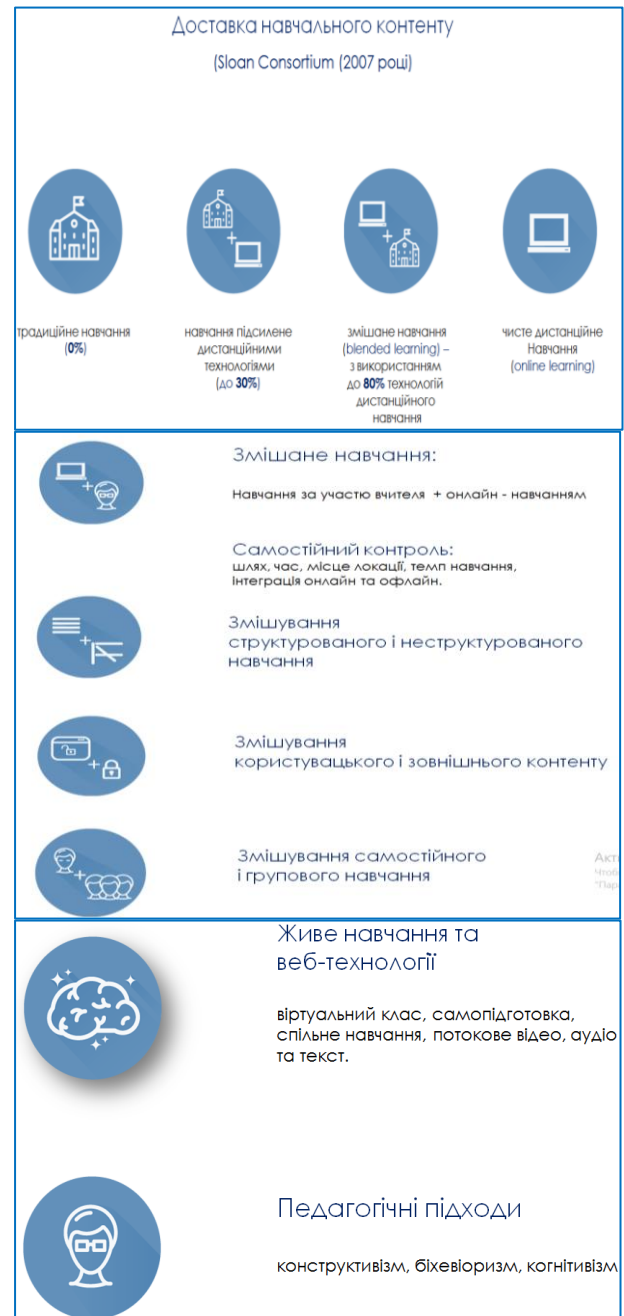 Доставка навчального контенту
(Sloan Consortium (2007 році)
традиційне навчання
(0%)
навчання підсилене
дистанційними
технологіями
(до 30%)
змішане навчання
(blended learning) –
з використанням
до 80% технологій
дистанційного
навчання
чисте дистанційне
Навчання
(online learning)
Змішане навчання:
Навчання за участю вчителя + онлайн - навчанням
Самостійний контроль:
шлях, час, місце локації, темп навчання,
інтеграція онлайн та офлайн.
Змішування
структурованого і неструктурованого
навчання
Змішування
користувацького і зовнішнього контенту
Змішування самостійного
і групового навчання
Живе навчання та
веб-технології
віртуальний клас, самопідготовка,
спільне навчання, потокове відео, аудіо
та текст.
Педагогічні підходи
конструктивізм, біхевіоризм, когнітивізм